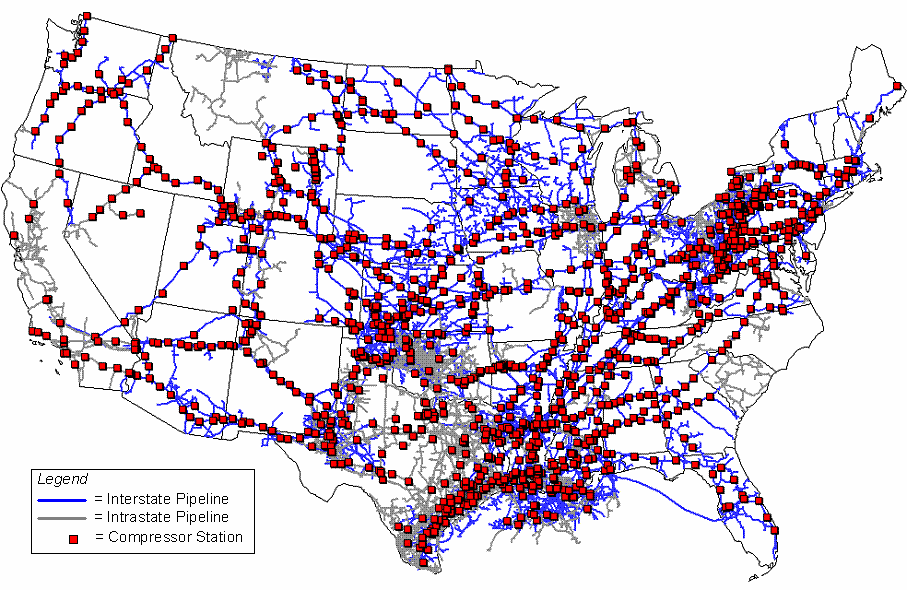 Legend
= Interstate Pipeline
= Intrastate Pipeline
= Compressor Station